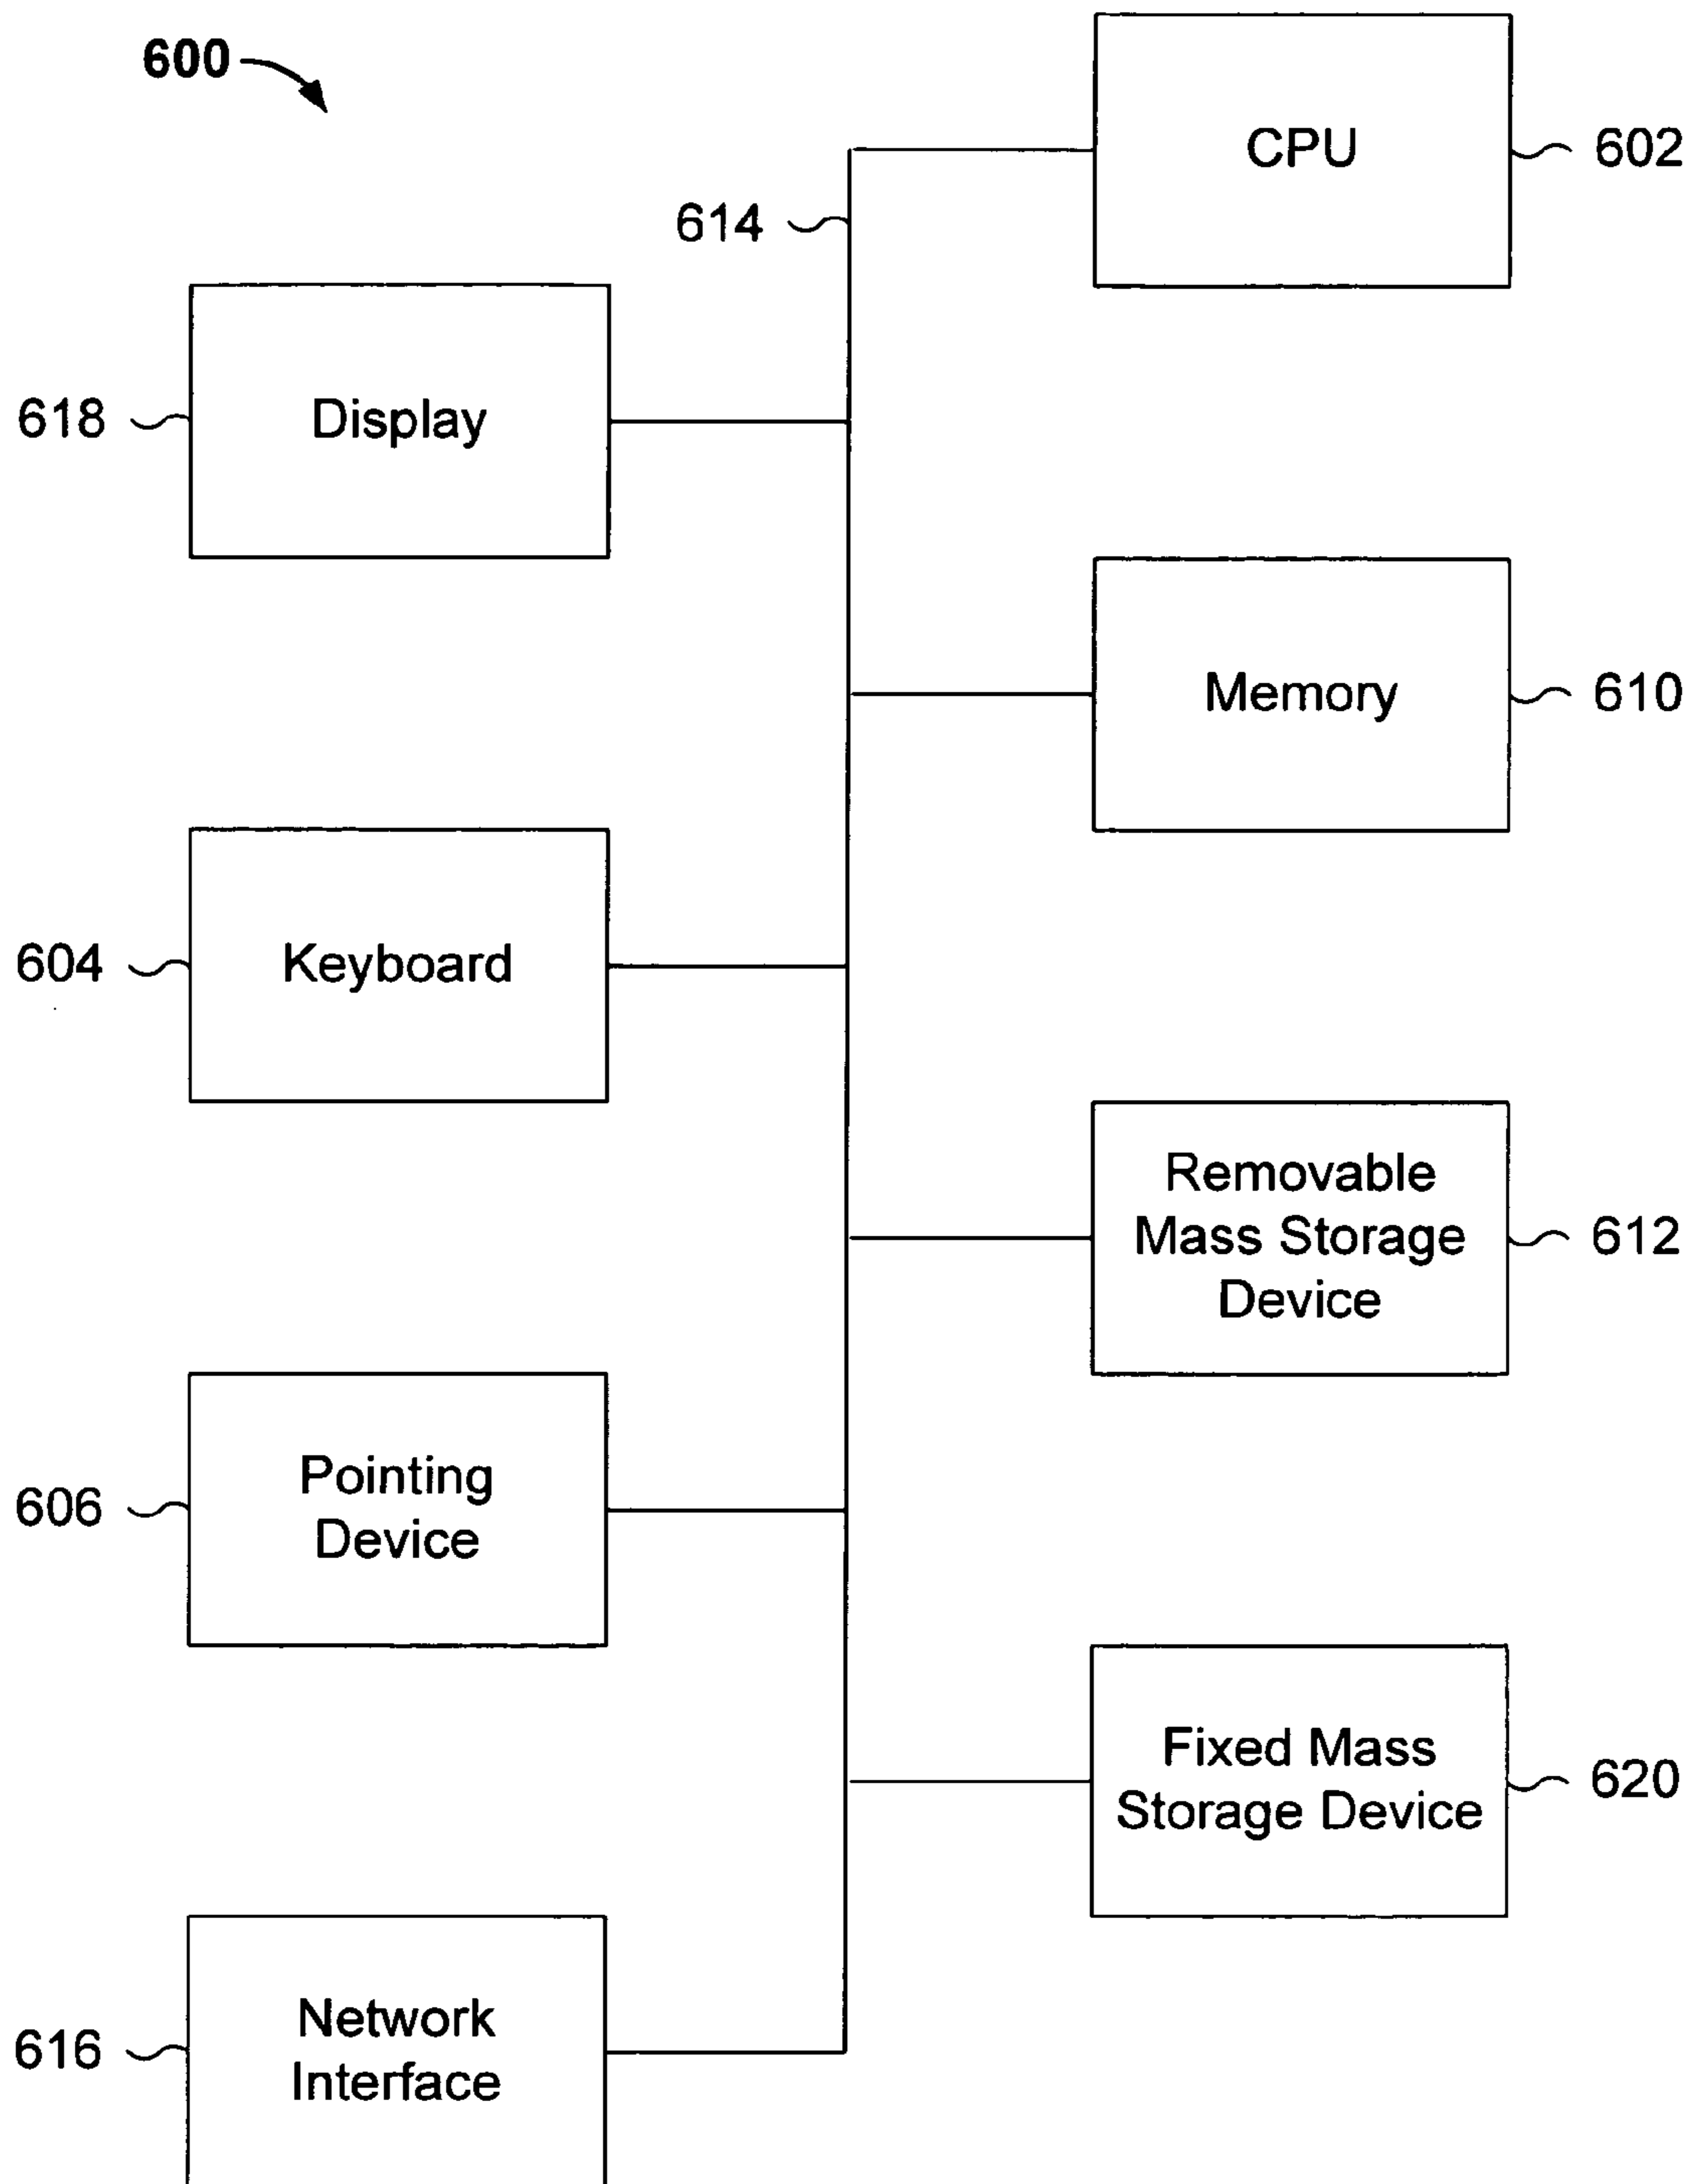 600
CPU
602
614
618
Display
Memory
610
604
Keyboard
Removable
Mass Storage
Device
612
606
Pointing
Device
Fixed Mass
Storage Device
620
616
Network
Interface